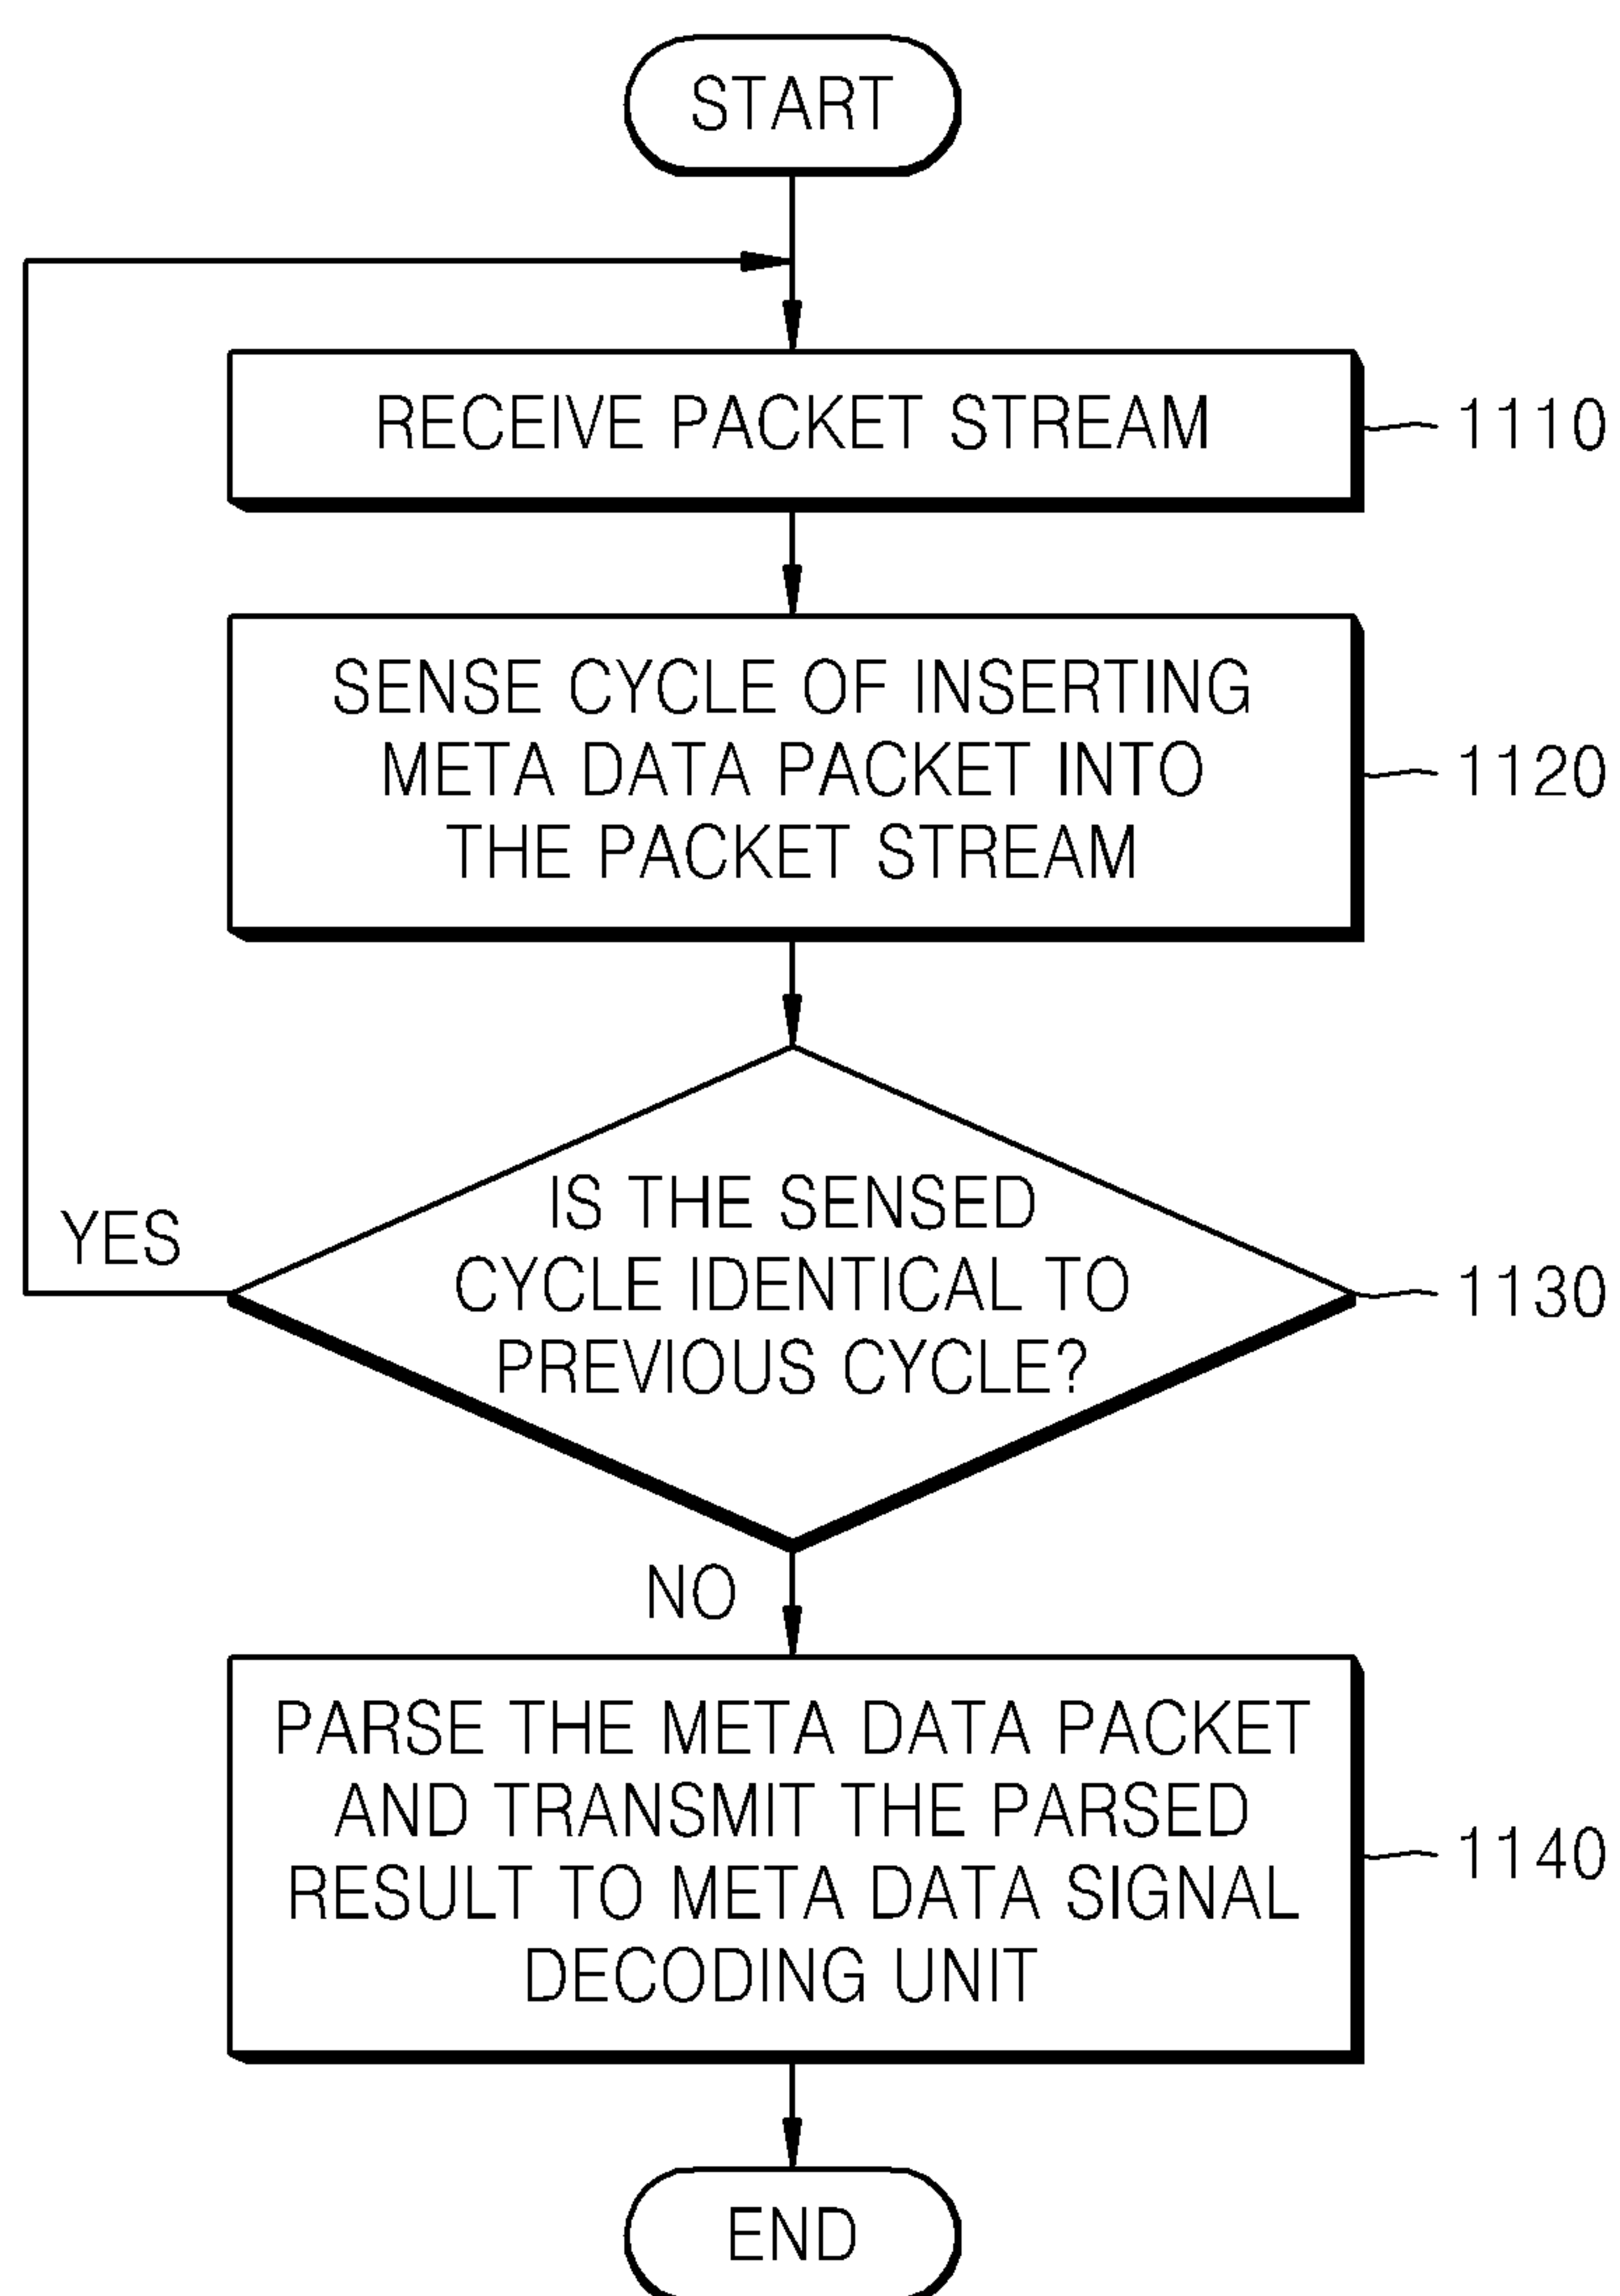 START
RECEIVE PACKET STREAM
1110
SENSE CYCLE OF INSERTING
META DATA PACKET INTO
THE PACKET STREAM
1120
IS THE SENSED
CYCLE IDENTICAL TO
PREVIOUS CYCLE?
1130
YES
NO
PARSE THE META DATA PACKET
AND TRANSMIT THE PARSED
RESULT TO META DATA SIGNAL
DECODING UNIT
1140
END